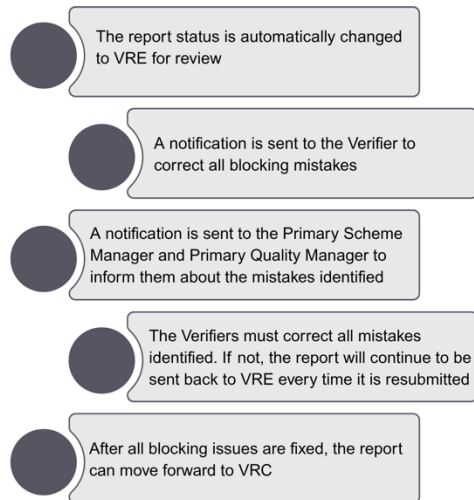 The report status is automatically changed
to VRE for review
A notification is sent to the Verifier to
correct all blocking mistakes
A notification is sent to the Primary Scheme
Manager and Primary Quality Manager to
inform them about the mistakes identified
The Verifiers must correct all mistakes
identified. If not, the report will continue to be
sent back to VRE every time it is resubmitted
After all blocking issues are fixed, the report
can move forward to VRC